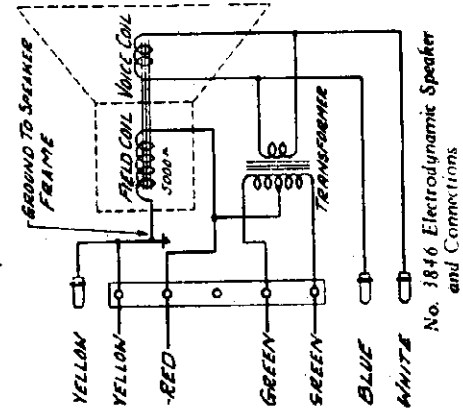 GROUND TO SPEAKER
FRAME
FIELD COIL
5000Ω
VOICE COIL
TRANSFORMER
YELLOW
YELLOW
RED
GREEN
GREEN
BLUE
WHITE
No. 3846 Electrodynamic Speaker
and Connections